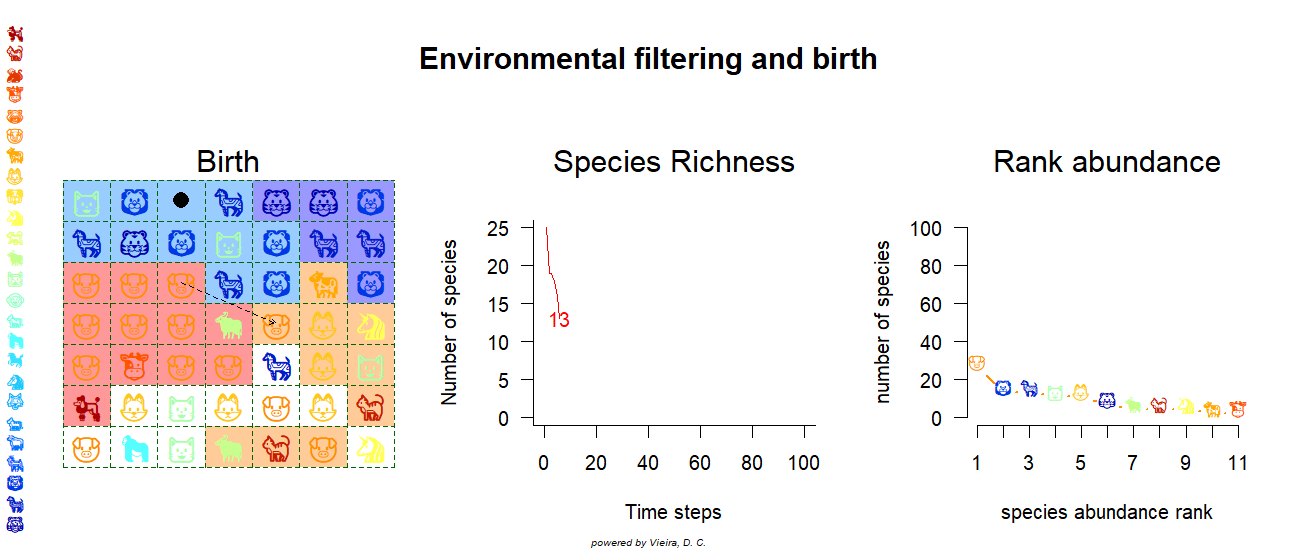 Environmental filtering and birth
Birth
Species Richness
Rank abundance
Number of species
25
20
15
10
5
0
13
0 20 40 60 80 100
Time steps
number of species
100
80
60
40
20
0
1 3 5 7 9 11
species abundance rank
powered by Vieira, D. C.